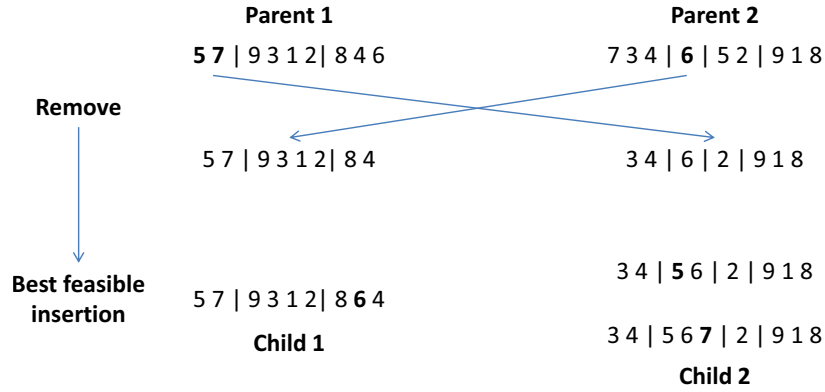 Parent 1 Parent 2
5 7 | 9 3 1 2| 8 4 6 7 3 4 | 6 | 5 2 | 9 1 8
Remove
5 7 | 9 3 1 2| 8 4 3 4 | 6 | 2 | 9 1 8
3 4 | 5 6 | 2 | 9 1 8
Best feasible
insertion
5 7 | 9 3 1 2| 8 6 4
3 4 | 5 6 7 | 2 | 9 1 8
Child 1
Child 2